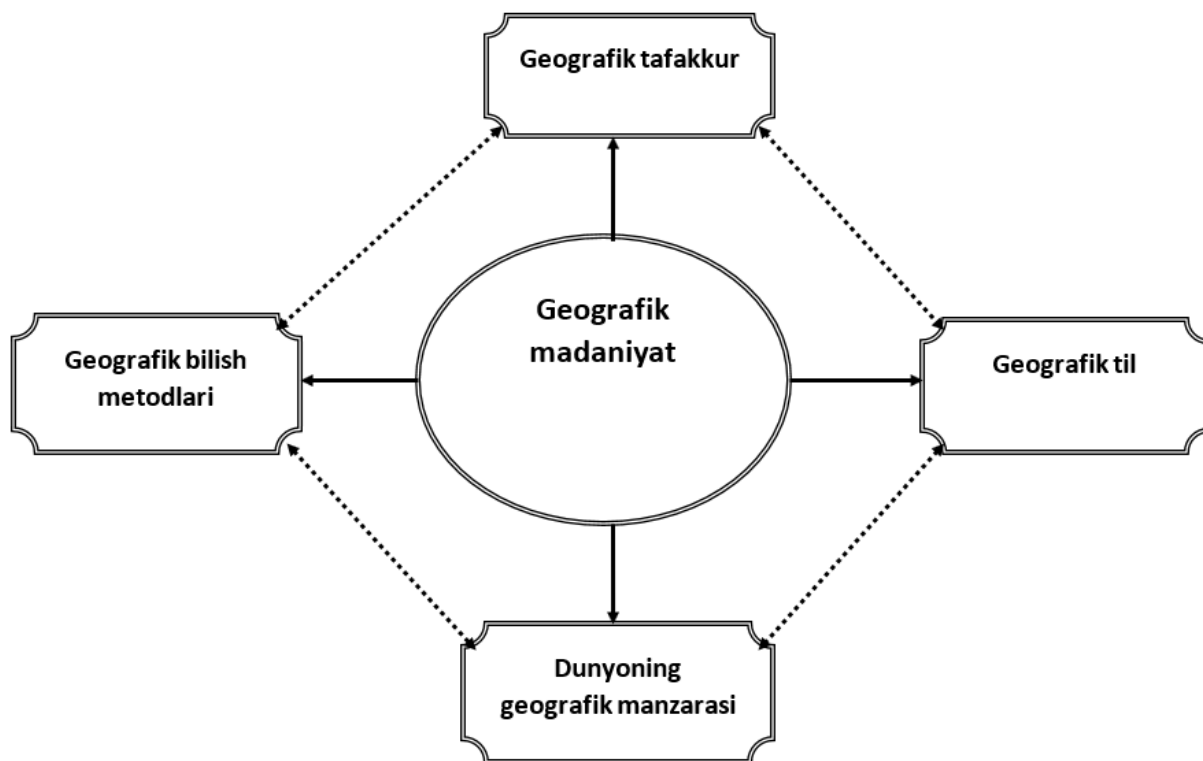 Geografik tafakkur
Geografik
madaniyat
Geografik bilish
metodlari
Geografik til
Dunyoning
geografik manzarasi